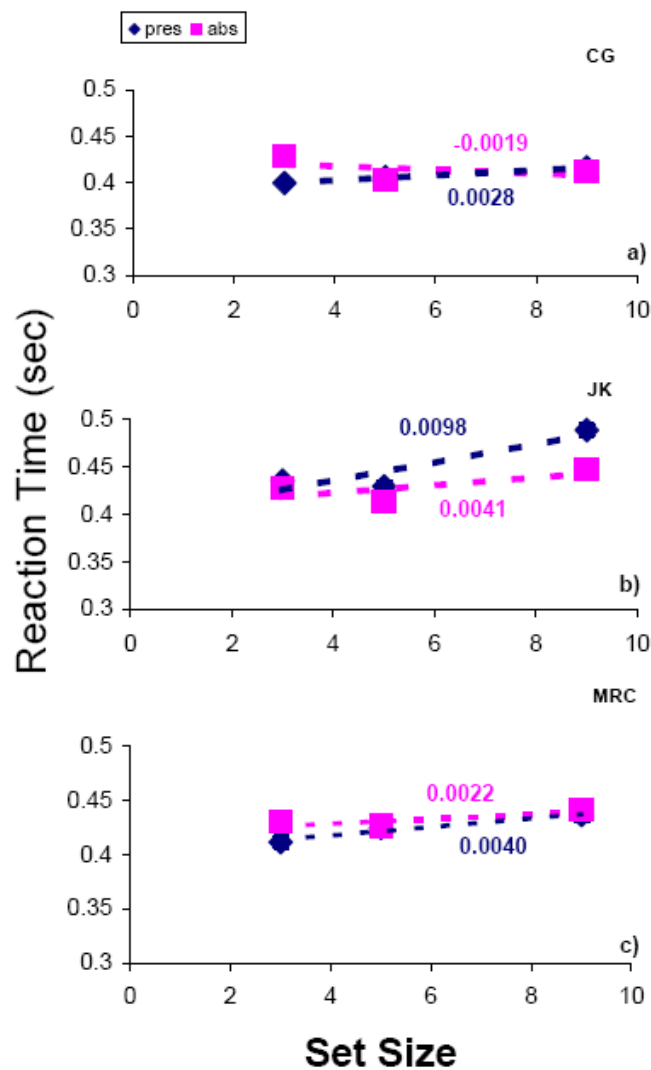 pres abs
CG
0.5
0.45
0.4
0.35
0.3
-0.0019
0.0028
a)
0 2 4 6 8 10
JK
0.5
0.45
0.4
0.35
0.3
0.0098
0.0041
b)
0 2 4 6 8 10
MRC
0.5
0.45
0.4
0.35
0.3
0.0022
0.0040
c)
0 2 4 6 8 10
Reaction Time (sec)
Set Size